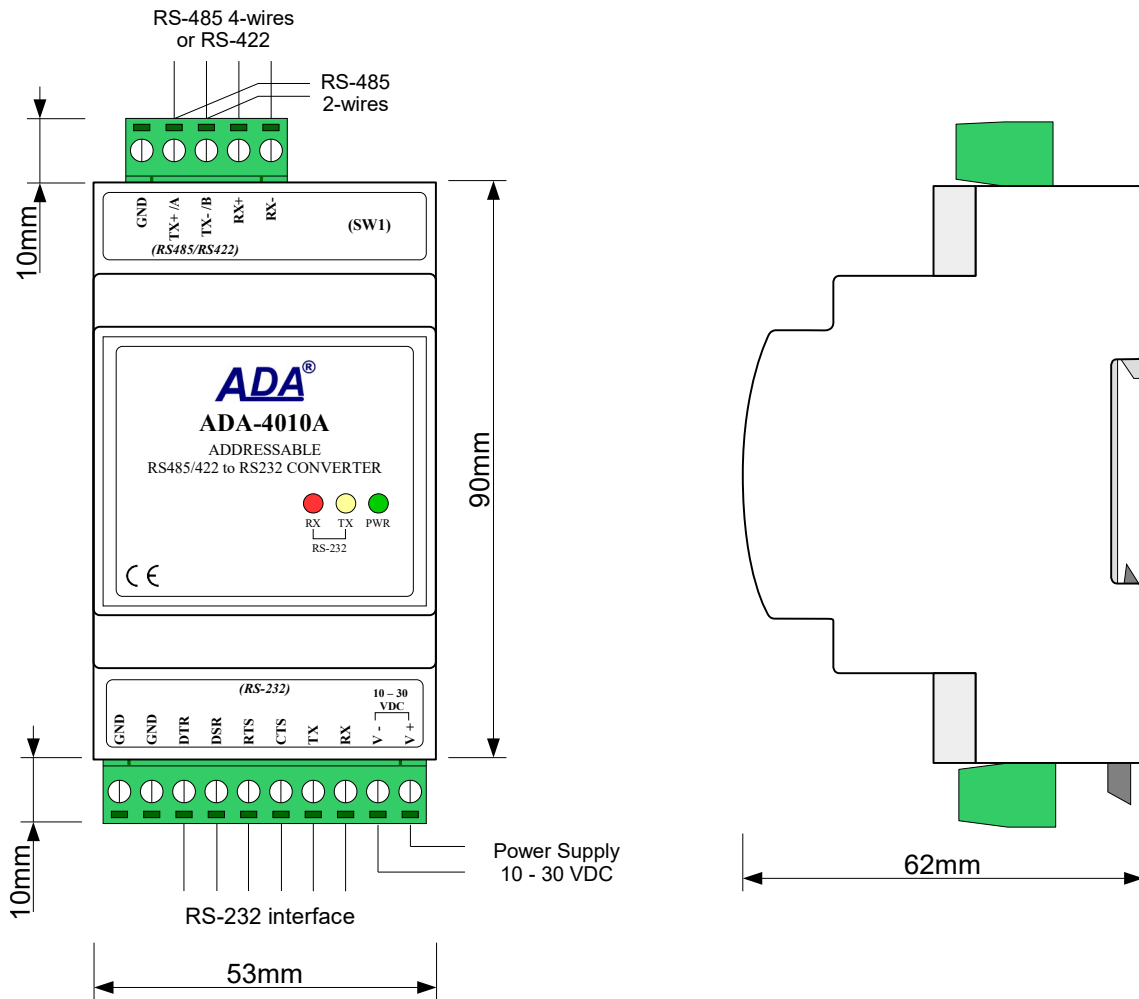 RS-485 4-wires
or RS-422
RS-485
2-wires
10mm
GND
TX+ /A
TX- /B
RX+
RX-
(SW1)
(RS485/RS422)
ADA®
ADA-4010A
ADDRESSABLE
RS485/422 to RS232 CONVERTER
RX TX PWR
RS-232
CE
90mm
(RS-232)
10 – 30
VDC
GND
GND
DTR
DSR
RTS
CTS
TX
RX
V -
V +
10mm
Power Supply
10 - 30 VDC
RS-232 interface
53mm
62mm